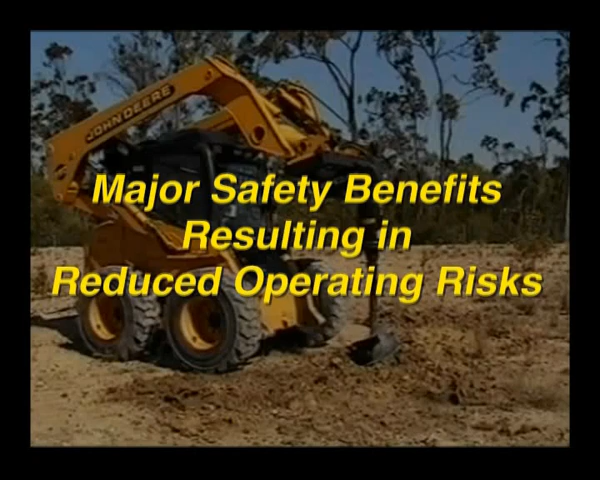 JOHN DEERE
Major Safety Benefits
Resulting in
Reduced Operating Risks